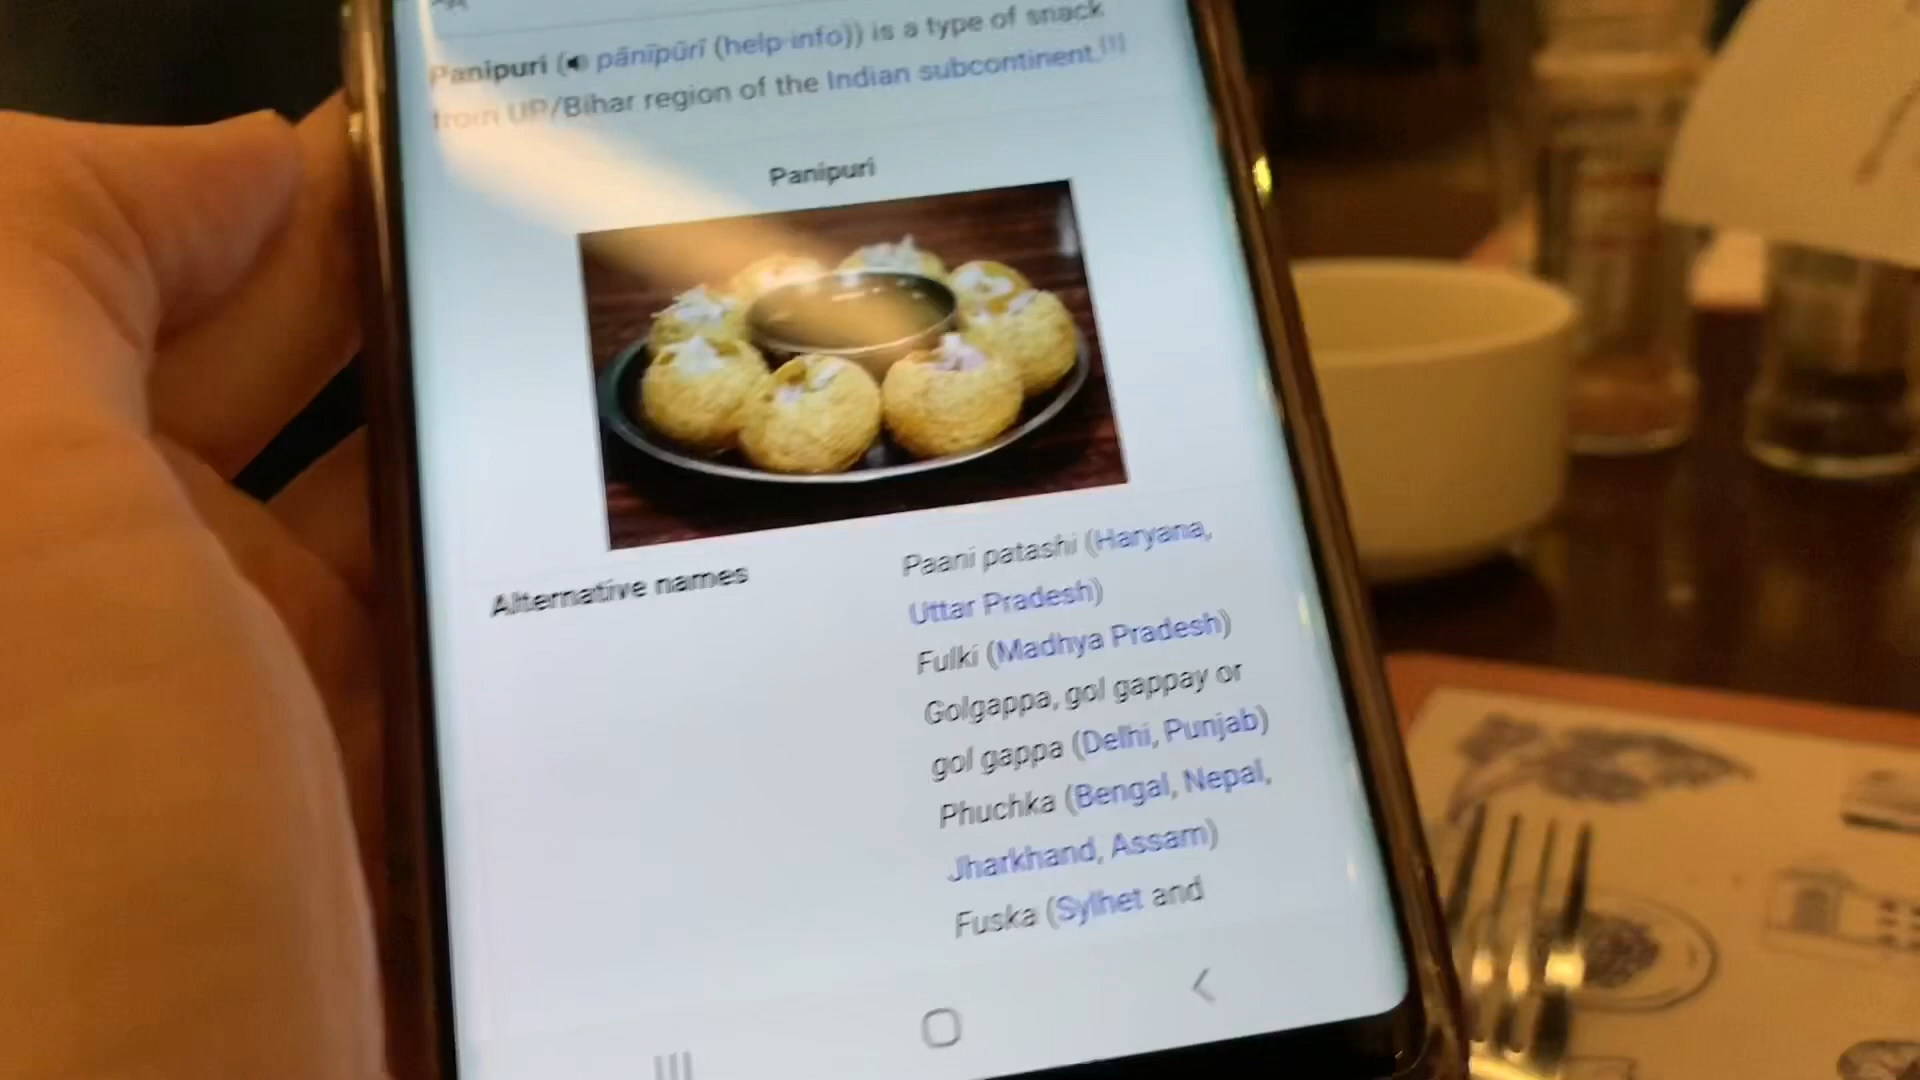 Panipuri (pānīpūrī (help·info)) is a type of snack
from UP/Bihar region of the Indian subcontinent.[1]
Panipuri
Alternative names
Paani patashi (Haryana,
Uttar Pradesh)
Fulki (Madhya Pradesh)
Golgappa, gol gappay or
gol gappa (Delhi, Punjab)
Phuchka (Bengal, Nepal,
Jharkhand, Assam)
Fuska (Sylhet and